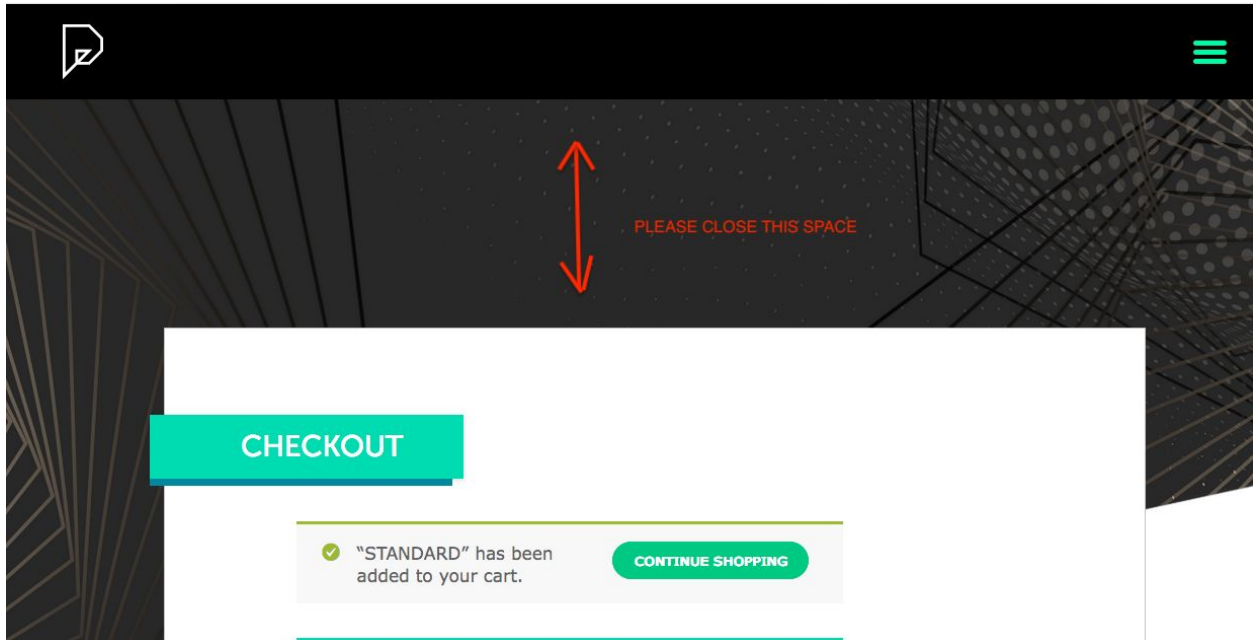 PLEASE CLOSE THIS SPACE
CHECKOUT
“STANDARD” has been
added to your cart.
CONTINUE SHOPPING